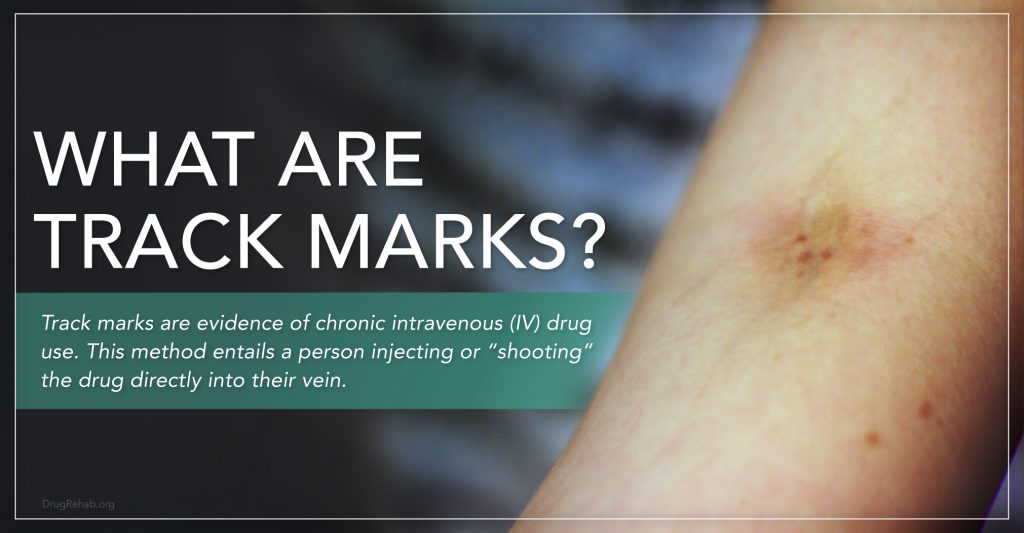 WHAT ARE
TRACK MARKS?
Track marks are evidence of chronic intravenous (IV) drug
use. This method entails a person injecting or “shooting”
the drug directly into their vein.
DrugRehab.org